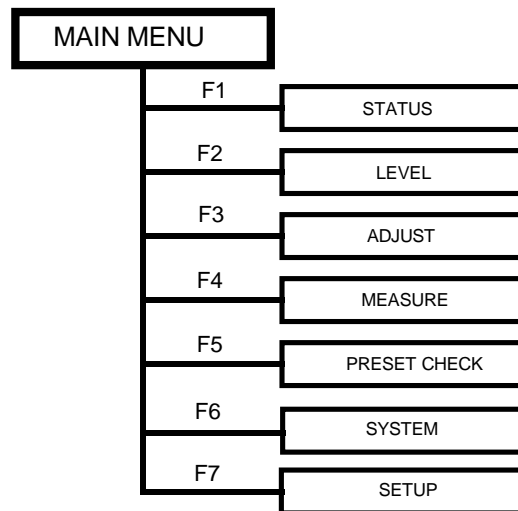 MAIN MENU
F1
STATUS
F2
LEVEL
F3
ADJUST
F4
MEASURE
F5
PRESET CHECK
F6
SYSTEM
F7
SETUP